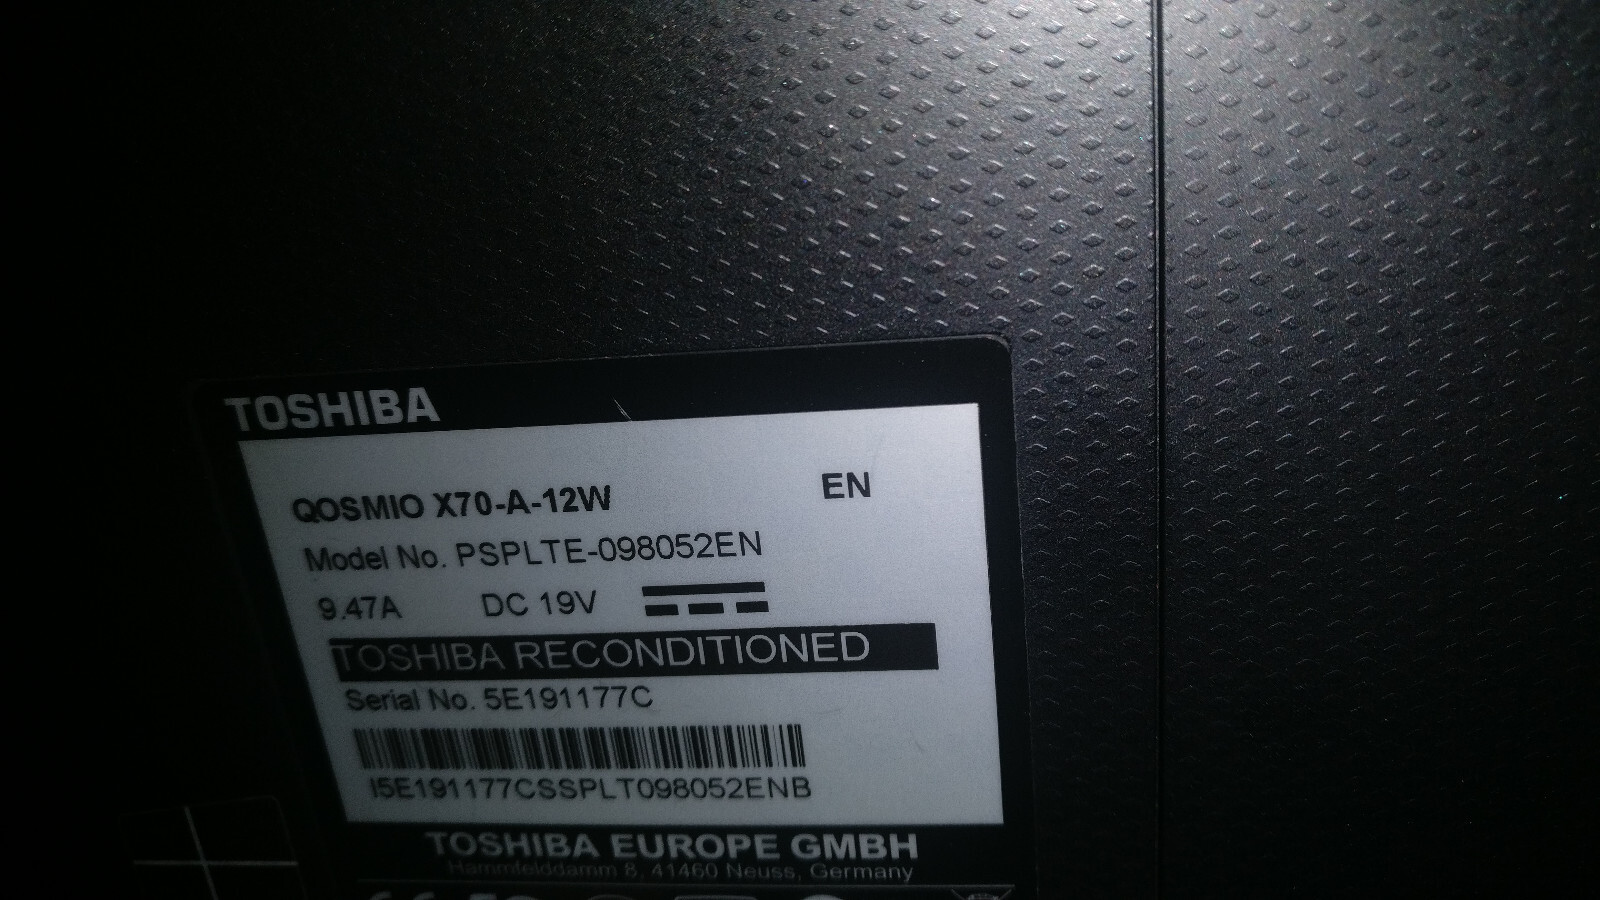 TOSHIBA
QOSMIO X70-A-12W EN
Model No. PSPLTE-098052EN
9.47A DC 19V
TOSHIBA RECONDITIONED
Serial No. 5E191177C
I5E191177CSSPLT098052ENB
TOSHIBA EUROPE GMBH
Hammfelddamm 8, 41460 Neuss, Germany